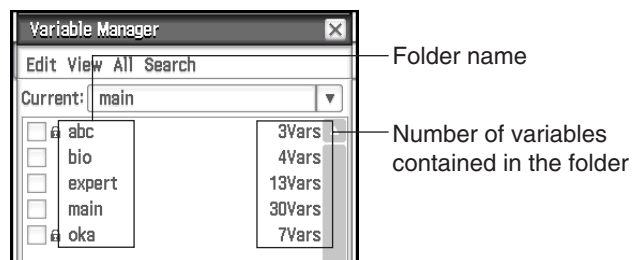 Variable Manager
Edit View All Search
Current: main
abc 3Vars
bio 4Vars
expert 13Vars
main 30Vars
oka 7Vars
Folder name
Number of variables
contained in the folder